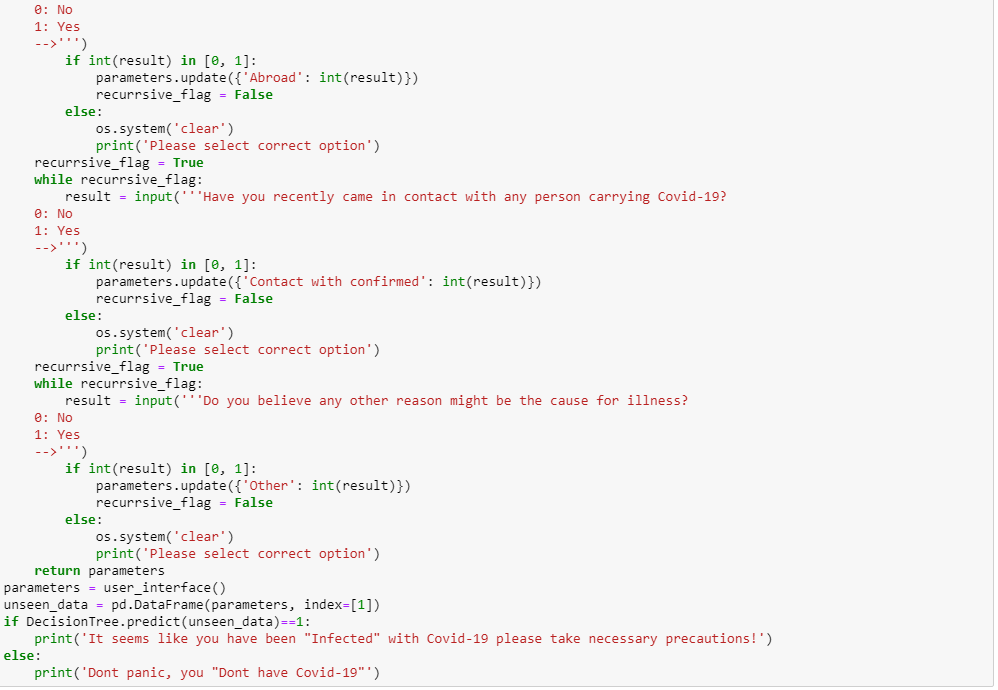 0: No
    1: Yes
    -->''')
        if int(result) in [0, 1]:
            parameters.update({'Abroad': int(result)})
            recurrsive_flag = False
        else:
            os.system('clear')
            print('Please select correct option')
    recurrsive_flag = True
    while recurrsive_flag:
        result = input('''Have you recently came in contact with any person carrying Covid-19?
    0: No
    1: Yes
    -->''')
        if int(result) in [0, 1]:
            parameters.update({'Contact with confirmed': int(result)})
            recurrsive_flag = False
        else:
            os.system('clear')
            print('Please select correct option')
    recurrsive_flag = True
    while recurrsive_flag:
        result = input('''Do you believe any other reason might be the cause for illness?
    0: No
    1: Yes
    -->''')
        if int(result) in [0, 1]:
            parameters.update({'Other': int(result)})
            recurrsive_flag = False
        else:
            os.system('clear')
            print('Please select correct option')
    return parameters
parameters = user_interface()
unseen_data = pd.DataFrame(parameters, index=[1])
if DecisionTree.predict(unseen_data)==1:
    print('It seems like you have been "Infected" with Covid-19 please take necessary precautions!')
else:
    print('Dont panic, you "Dont have Covid-19"')